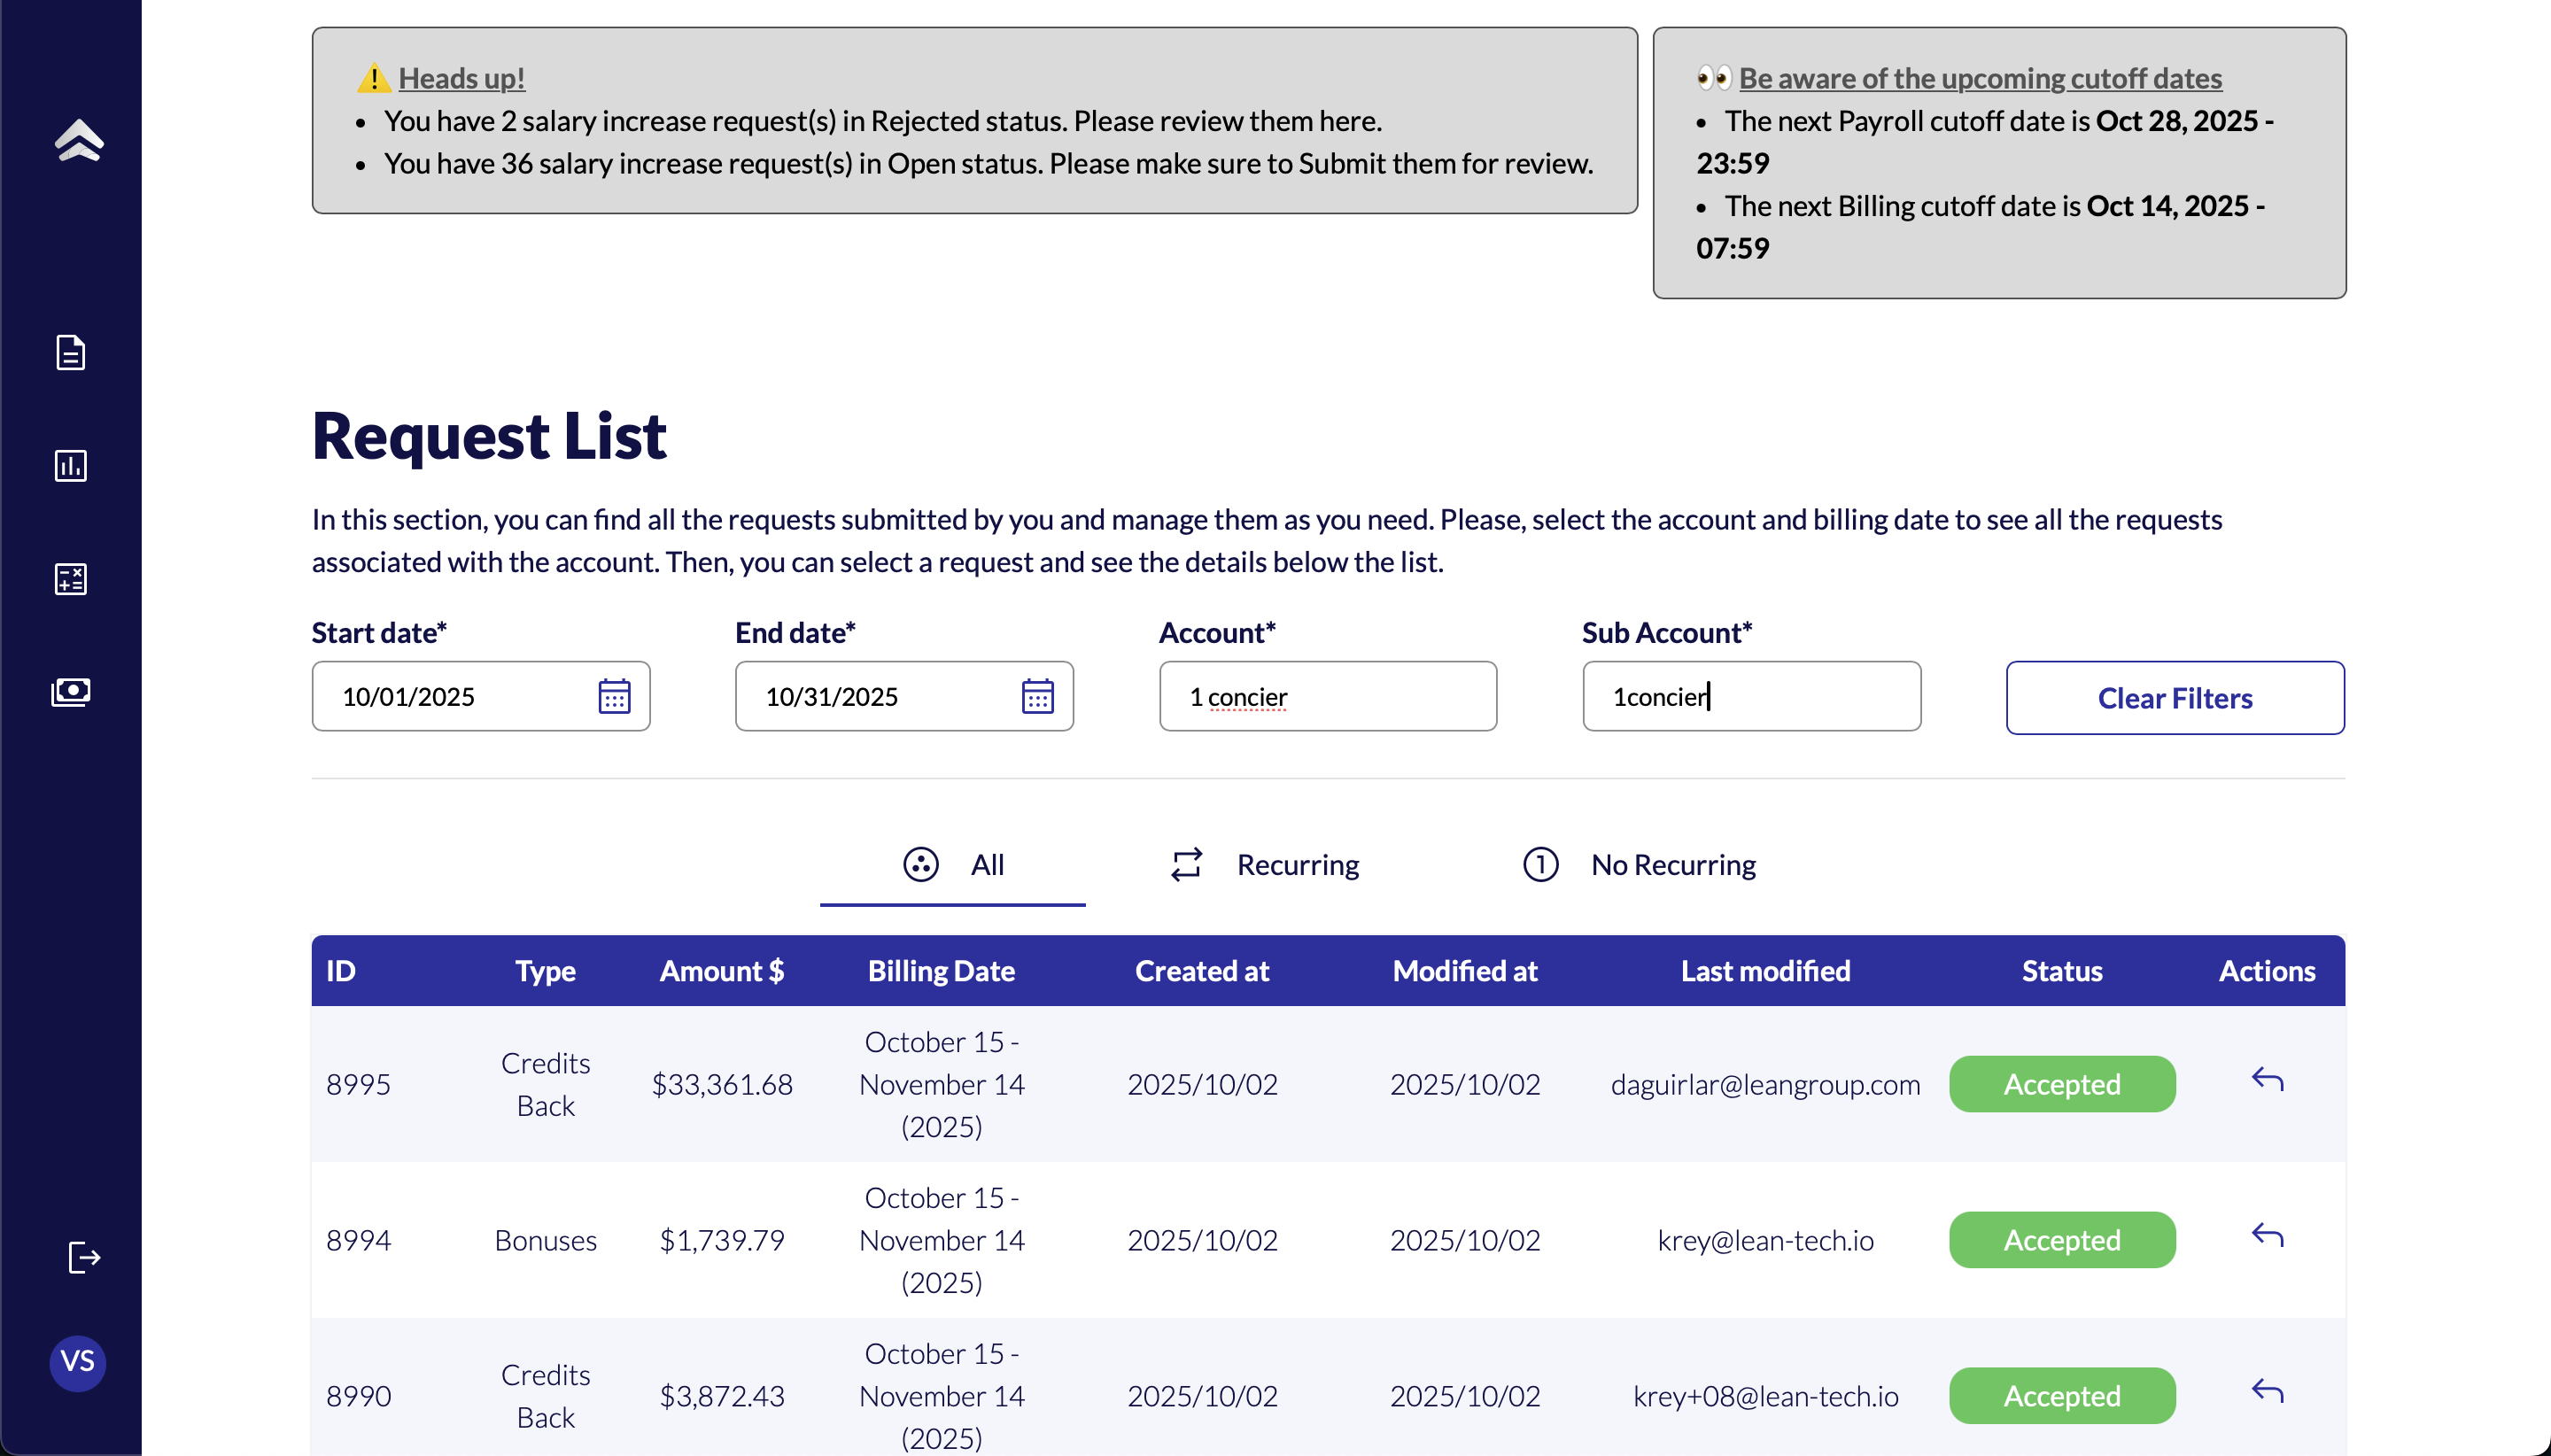 ⚠️ Heads up!
• You have 2 salary increase request(s) in Rejected status. Please review them here.
• You have 36 salary increase request(s) in Open status. Please make sure to Submit them for review.
👀 Be aware of the upcoming cutoff dates
• The next Payroll cutoff date is Oct 28, 2025 -
23:59
• The next Billing cutoff date is Oct 14, 2025 -
07:59
Request List
In this section, you can find all the requests submitted by you and manage them as you need. Please, select the account and billing date to see all the requests
associated with the account. Then, you can select a request and see the details below the list.
Start date* End date* Account* Sub Account*
10/01/2025 10/31/2025 1 concier 1concier Clear Filters
All Recurring 1 No Recurring
ID Type Amount $ Billing Date Created at Modified at Last modified Status Actions
8995 Credits Back $33,361.68 October 15 - November 14 (2025) 2025/10/02 2025/10/02 daguirlar@leangroup.com Accepted
8994 Bonuses $1,739.79 October 15 - November 14 (2025) 2025/10/02 2025/10/02 krey@lean-tech.io Accepted
8990 Credits Back $3,872.43 October 15 - November 14 (2025) 2025/10/02 2025/10/02 krey+08@lean-tech.io Accepted
VS